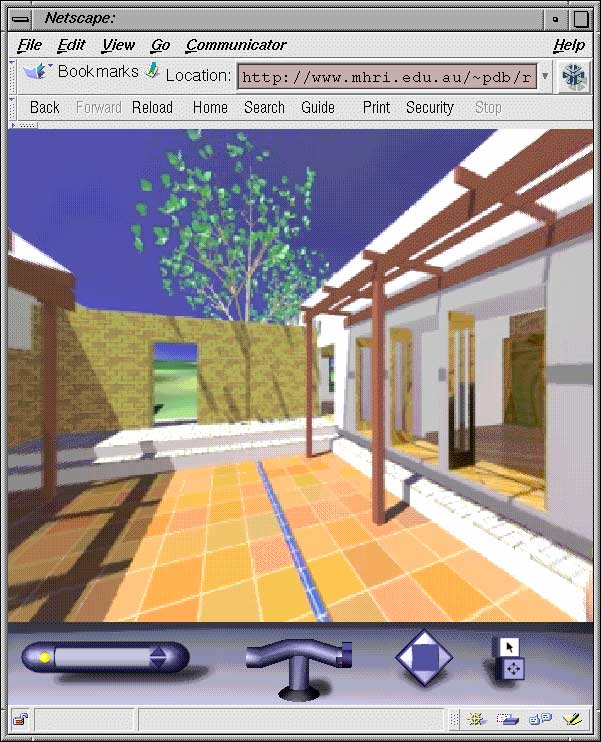 Netscape:
File Edit View Go Communicator Help
Bookmarks Location: http://www.mhri.edu.au/~pdb/r
Back Forward Reload Home Search Guide Print Security Stop